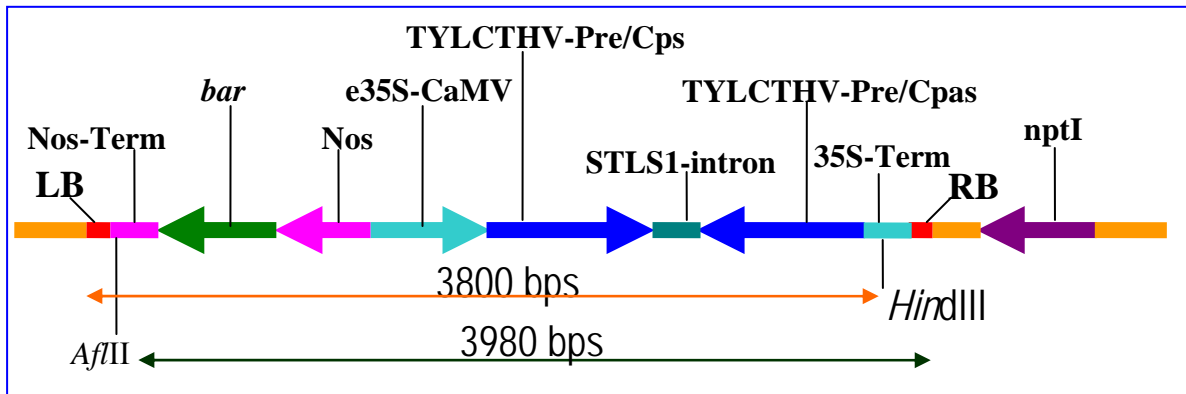 TYLCTHV-Pre/Cps
bar
e35S-CaMV
TYLCTHV-Pre/Cpas
nptI
Nos-Term
Nos
STLS1-intron
35S-Term
LB
RB
3800 bps
HindIII
AflII
3980 bps